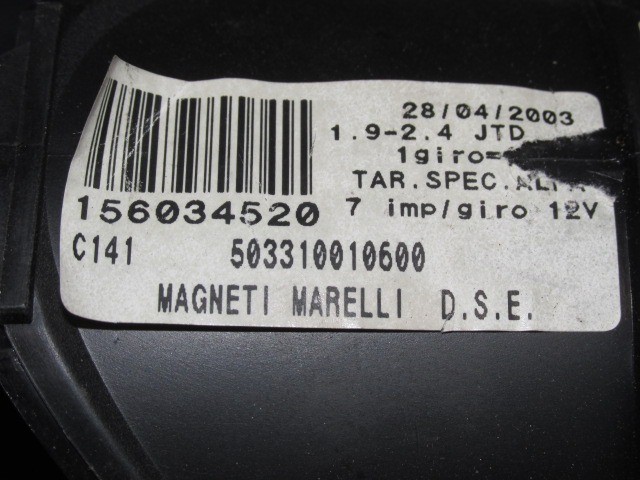 28/04/2003
1.9-2.4 JTD
1giro=
TAR.SPEC.
156034520
7 imp/giro 12V
C141 503310010600
MAGNETI MARELLI D.S.E.